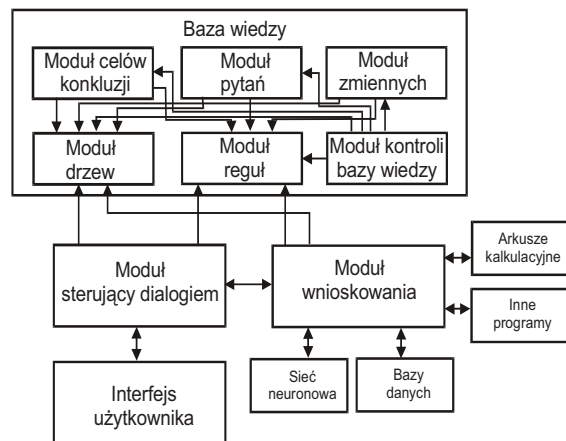 Baza wiedzy
Moduł celów
konkluzji
Moduł
pytań
Moduł
zmiennych
Moduł
drzew
Moduł
reguł
Moduł kontroli
bazy wiedzy
Moduł
sterujący dialogiem
Moduł
wnioskowania
Arkusze
kalkulacyjne
Inne
programy
Interfejs
użytkownika
Sieć
neuronowa
Bazy
danych